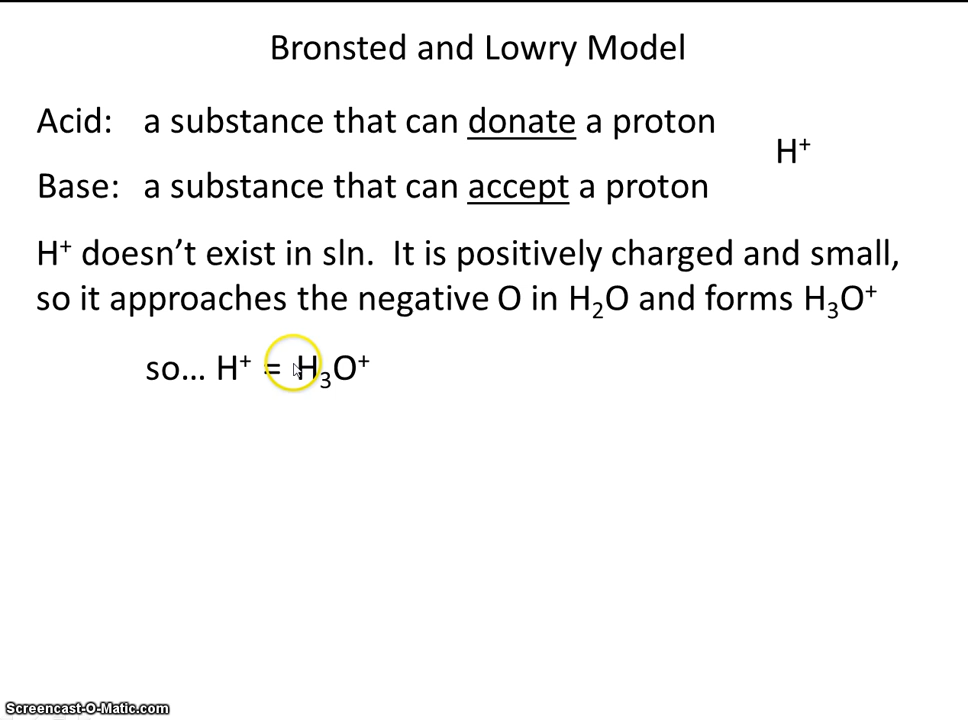 Bronsted and Lowry Model
Acid: a substance that can donate a proton
H⁺
Base: a substance that can accept a proton
H⁺ doesn’t exist in sln. It is positively charged and small,
so it approaches the negative O in H₂O and forms H₃O⁺
so... H⁺ = H₃O⁺
Screencast-O-Matic.com